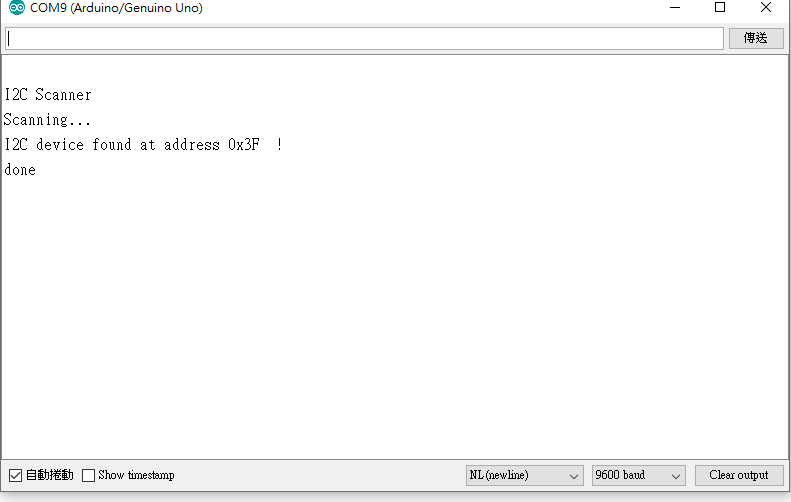 COM9 (Arduino/Genuino Uno)
傳送
I2C Scanner
Scanning...
I2C device found at address 0x3F  !
done
自動捲動 Show timestamp NL(newline) 9600 baud Clear output